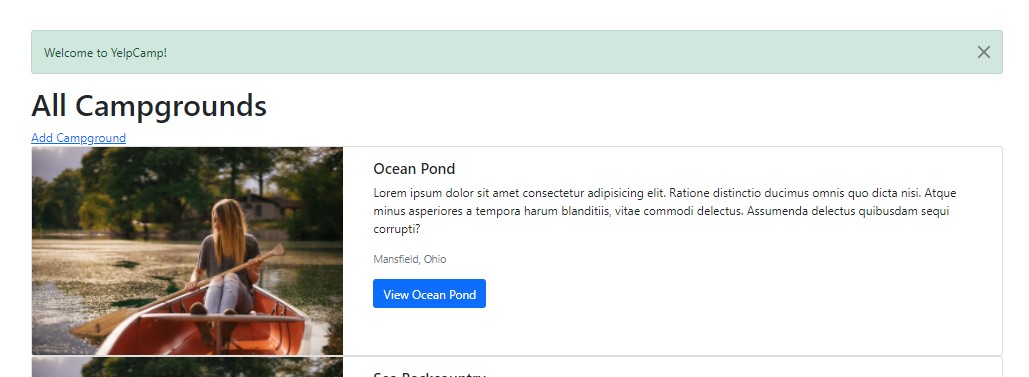 Welcome to YelpCamp!
All Campgrounds
Add Campground
Ocean Pond
Lorem ipsum dolor sit amet consectetur adipisicing elit. Ratione distinctio ducimus omnis quo dicta nisi. Atque
minus asperiores a tempora harum blanditiis, vitae commodi delectus. Assumenda delectus quibusdam sequi
corrupti?
Mansfield, Ohio
View Ocean Pond